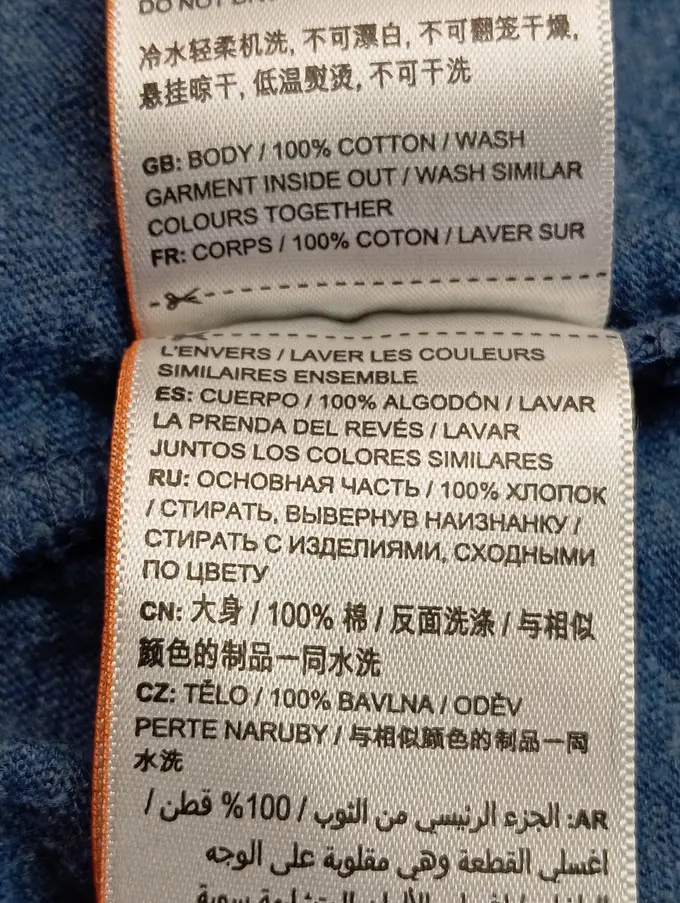 DO NOT
冷水轻柔机洗, 不可漂白, 不可翻笼干燥,
悬挂晾干, 低温熨烫, 不可干洗
GB: BODY / 100% COTTON / WASH
GARMENT INSIDE OUT / WASH SIMILAR
COLOURS TOGETHER
FR: CORPS / 100% COTON / LAVER SUR
L'ENVERS / LAVER LES COULEURS
SIMILAIRES ENSEMBLE
ES: CUERPO / 100% ALGODÓN / LAVAR
LA PRENDA DEL REVÉS / LAVAR
JUNTOS LOS COLORES SIMILARES
RU: ОСНОВНАЯ ЧАСТЬ / 100% ХЛОПОК
/ СТИРАТЬ, ВЫВЕРНУВ НАИЗНАНКУ /
СТИРАТЬ С ИЗДЕЛИЯМИ, СХОДНЫМИ
ПО ЦВЕТУ
CN: 大身 / 100% 棉 / 反面洗涤 / 与相似
颜色的制品一同水洗
CZ: TĚLO / 100% BAVLNA / ODĚV
PERTE NARUBY / 与相似颜色的制品一同
水洗
AR: الجزء الرئيسي من الثوب / 100% قطن /
اغسلي القطعة وهي مقلوبة على الوجه